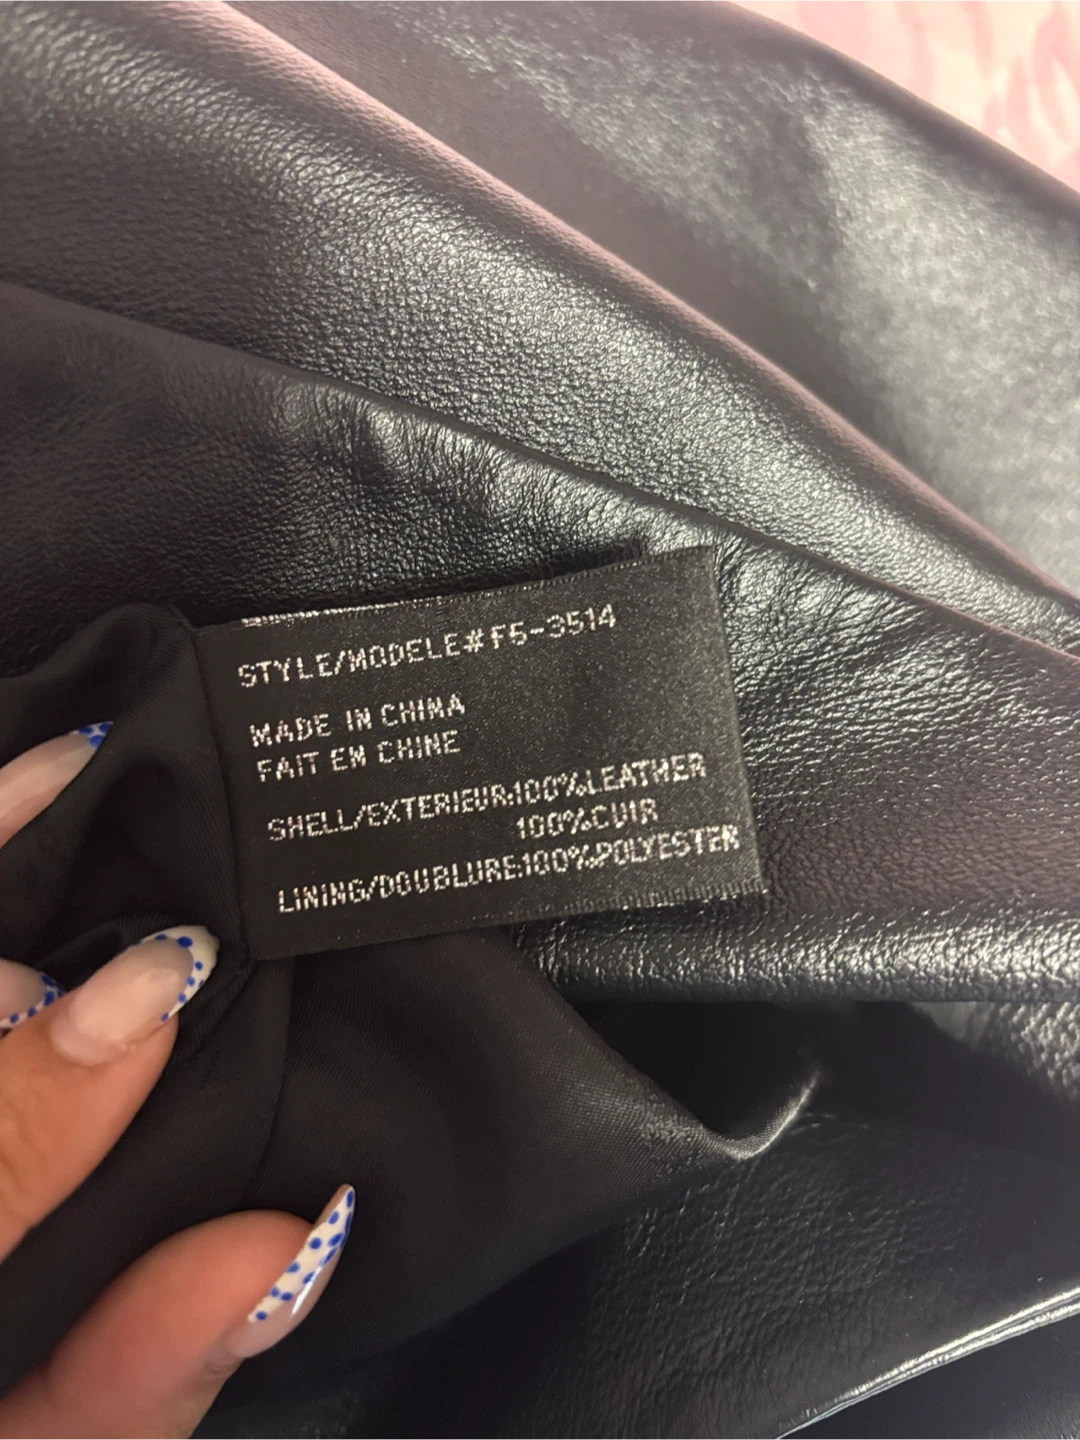 STYLE/MODELE#F5-3514
MADE IN CHINA
FAIT EN CHINE
SHELL/EXTERIEUR:100%LEATHER
100%CUIR
LINING/DOUBLURE:100%POLYESTER